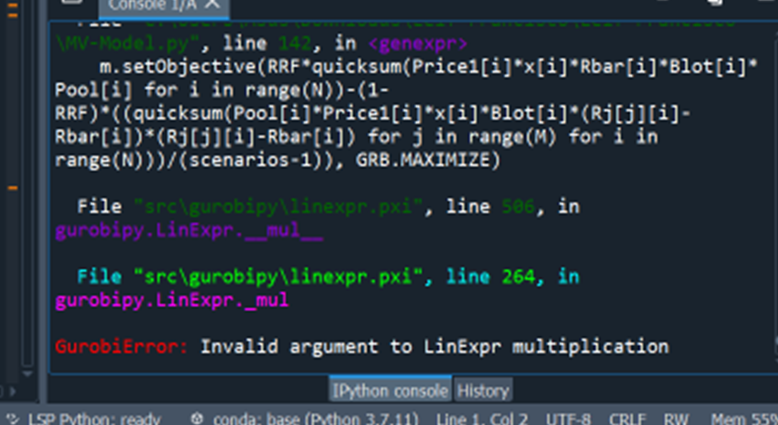 Console 1/A X
\MV-Model.py", line 142, in <genexpr>
m.setObjective(RRF*quicksum(Price1[i]*x[i]*Rbar[i]*Blot[i]*
Pool[i] for i in range(N))-(1-
RRF)*((quicksum(Pool[i]*Price1[i]*x[i]*Blot[i]*(Rj[j][i]-
Rbar[i])*(Rj[j][i]-Rbar[i]) for j in range(M) for i in
range(N)))/(scenarios-1)), GRB.MAXIMIZE)
File "src\gurobipy\linexpr.pxi", line 506, in
gurobipy.LinExpr.__mul__
File "src\gurobipy\linexpr.pxi", line 264, in
gurobipy.LinExpr._mul
GurobiError: Invalid argument to LinExpr multiplication
IPython console History
LSP Python: ready conda: base (Python 3.7.11) Line 1, Col 2 UTF-8 CRLF RW Mem 55%